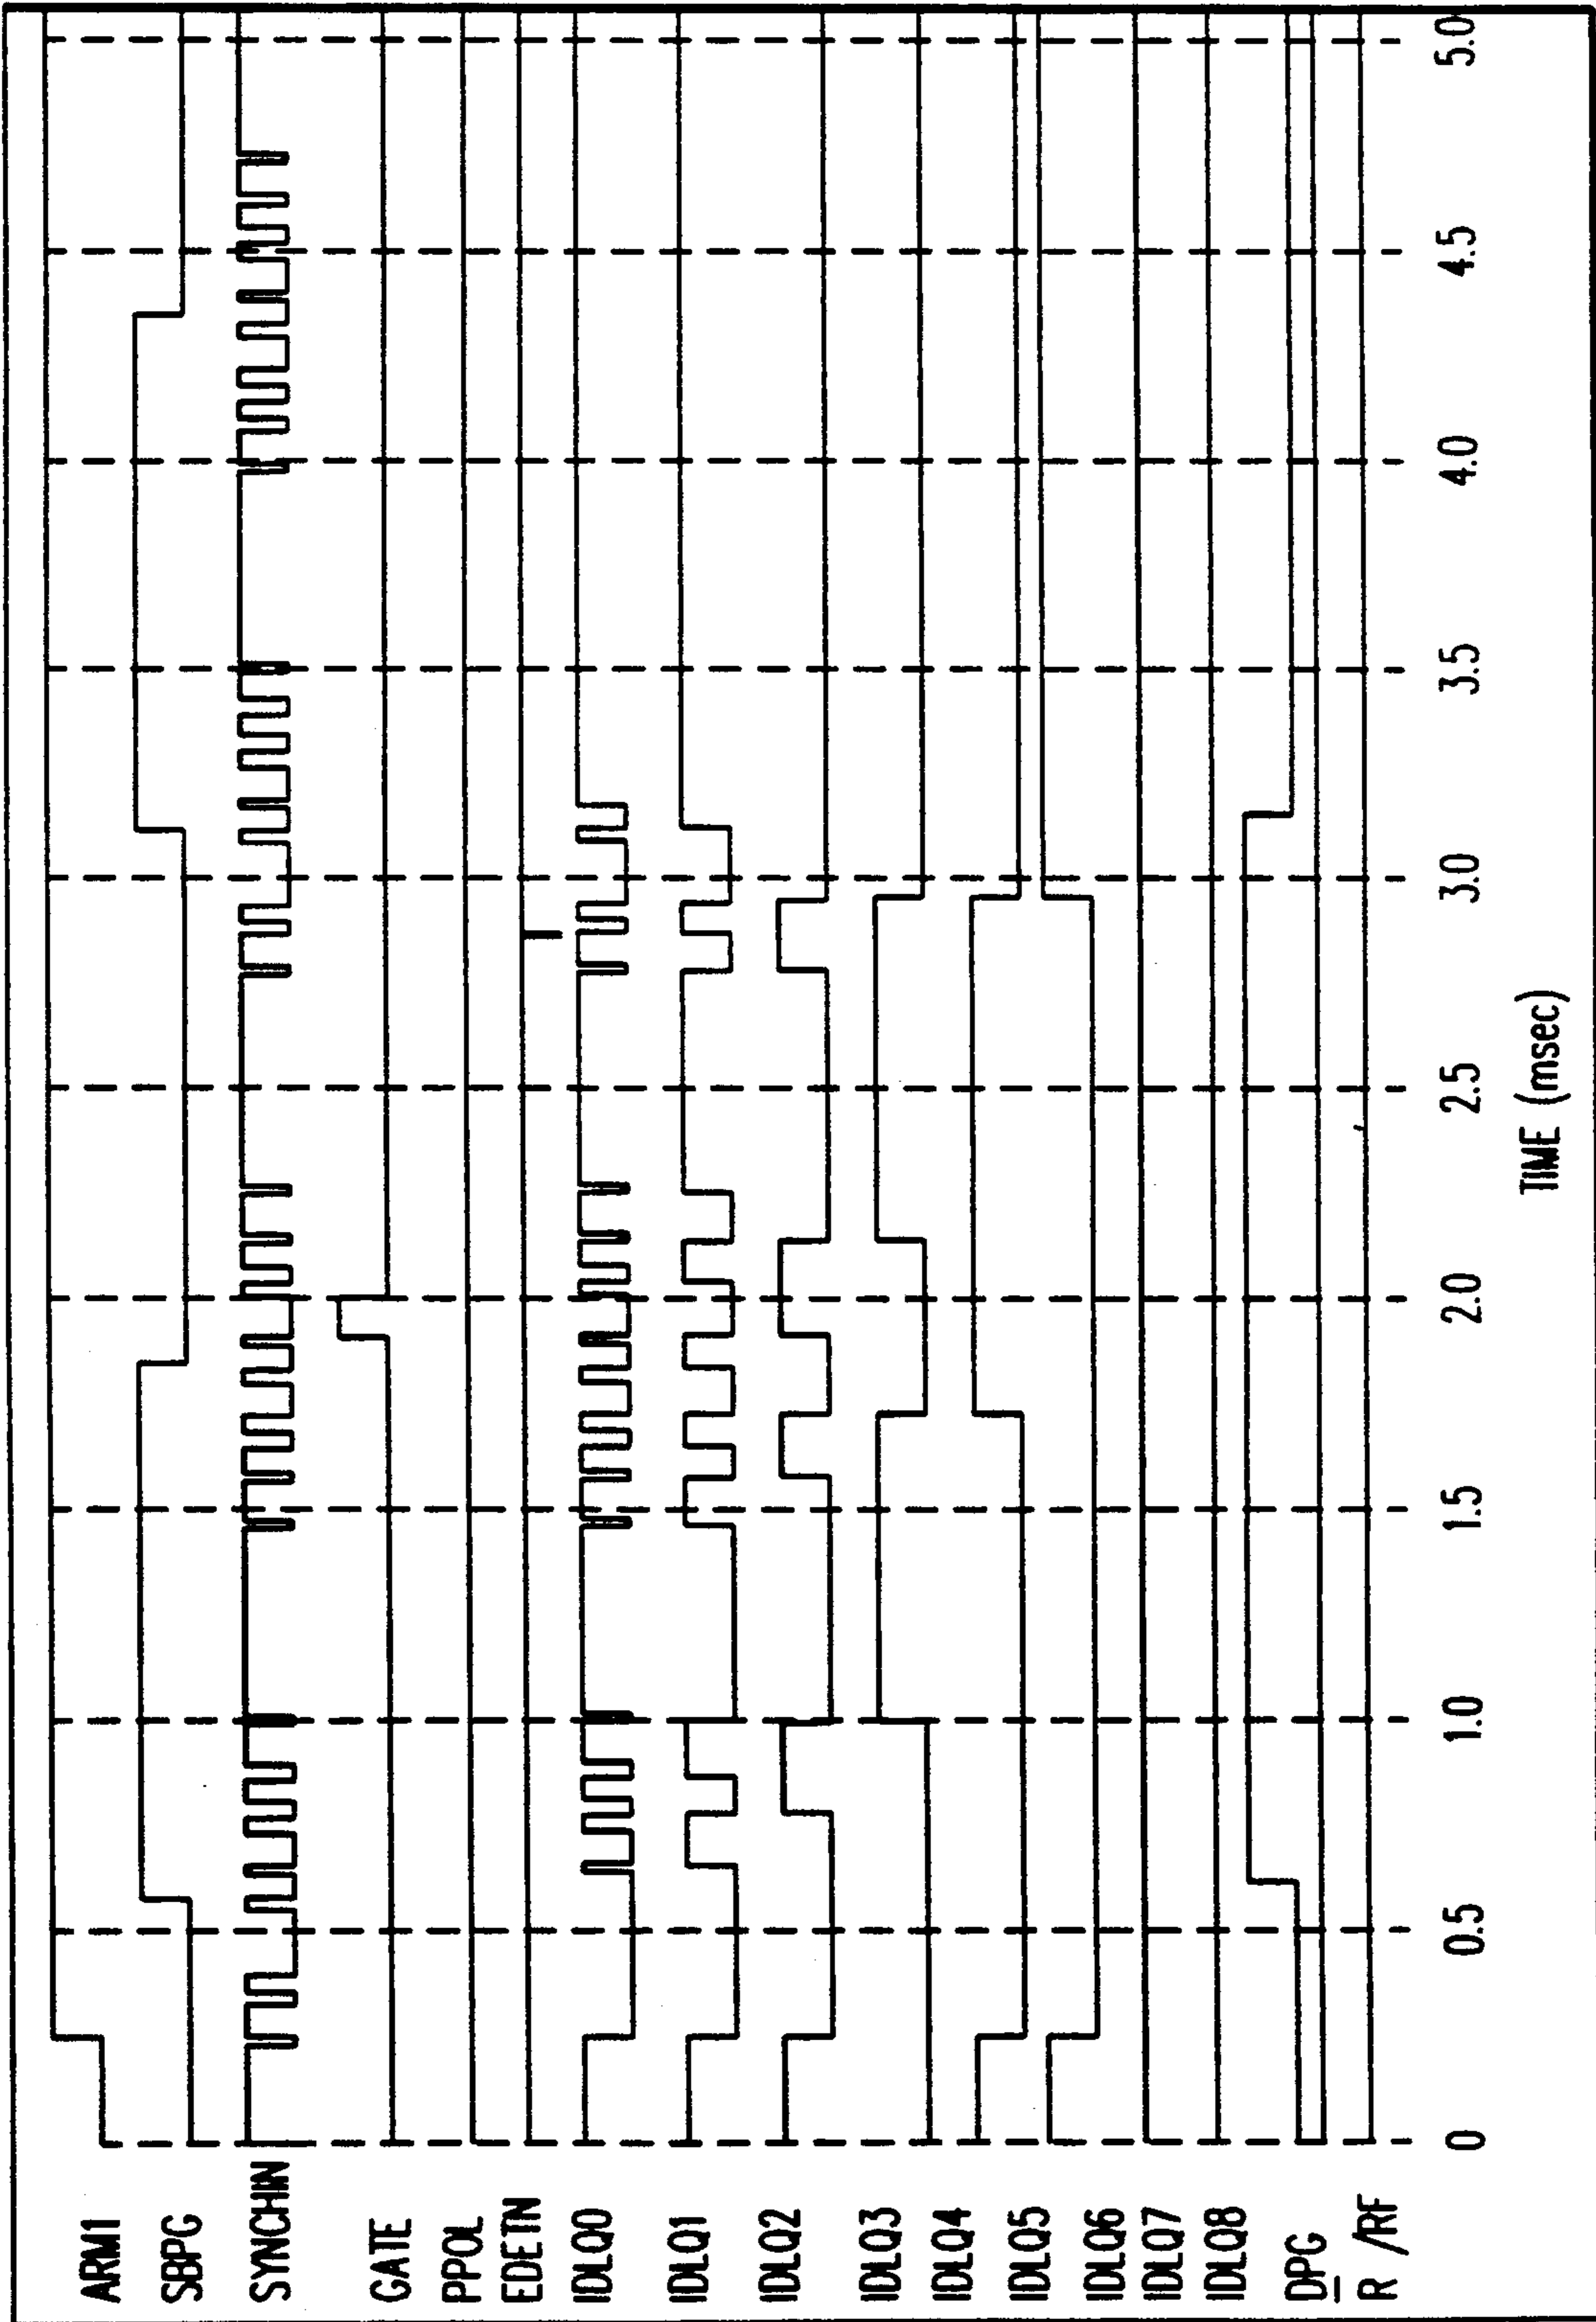 ARM1
SBPG
SYNCHIN
GATE
PPOL
EDETN
IDLQ0
IDLQ1
IDLQ2
IDLQ3
IDLQ4
IDLQ5
IDLQ6
IDLQ7
IDLQ8
DPG
R /RF
0 0.5 1.0 1.5 2.0 2.5 3.0 3.5 4.0 4.5 5.0
TIME (msec)